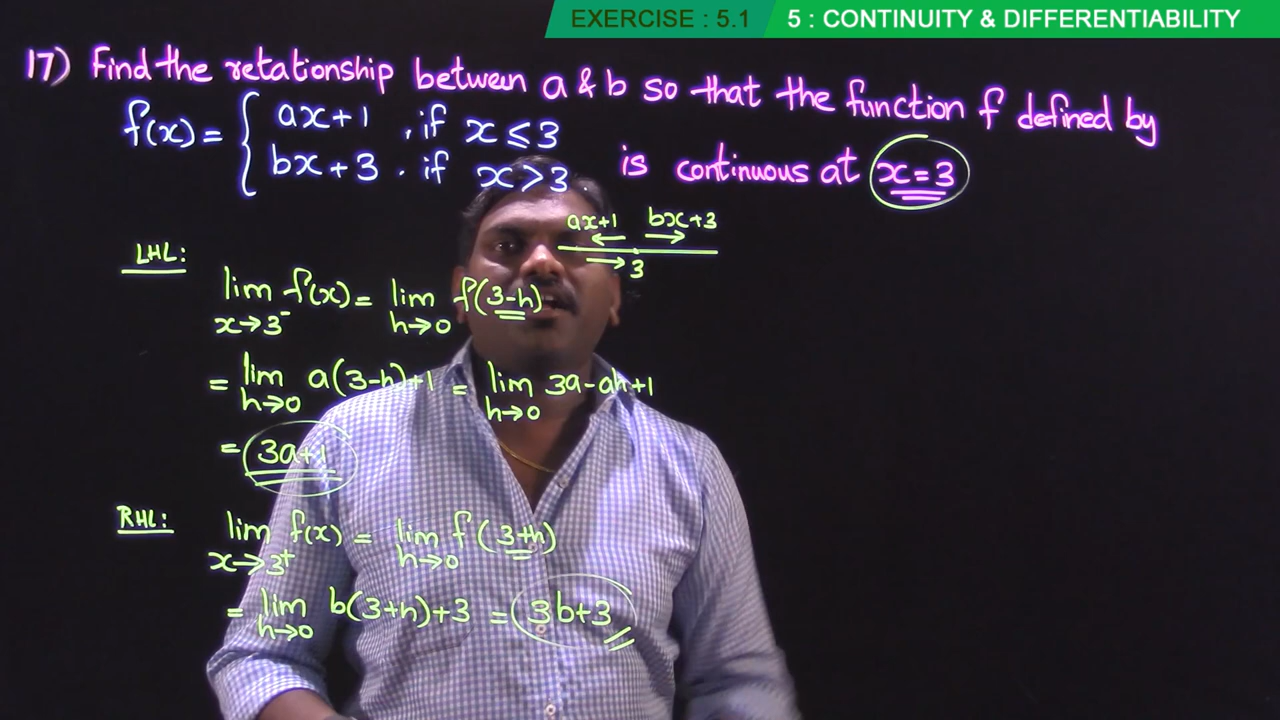 EXERCISE : 5.1 5 : CONTINUITY & DIFFERENTIABILITY
17) Find the relationship between a & b so that the function f defined by
f(x) = { ax+1 , if x ≤ 3
bx + 3 . if x > 3 . is continuous at x = 3
ax+1 ← bx+3 →
→ 3
LHL:
lim x→3⁻ f(x) = lim h→0 f(3-h)
= lim h→0 a(3-h)+1 = lim h→0 3a-ah+1
= 3a+1
RHL:
lim x→3⁺ f(x) = lim h→0 f(3+h)
= lim h→0 b(3+h)+3 = 3b+3